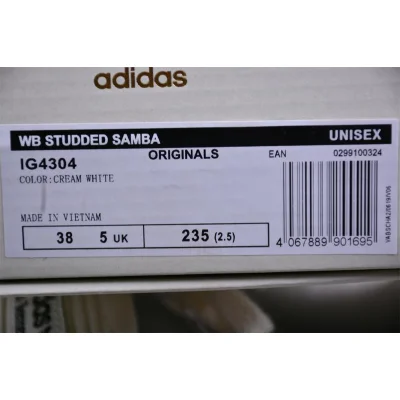 adidas
WB STUDDED SAMBA UNISEX
IG4304 ORIGINALS EAN 0299100324
COLOR:CREAM WHITE
MADE IN VIETNAM
38 5 UK 235 (2.5)
4 067889 901695